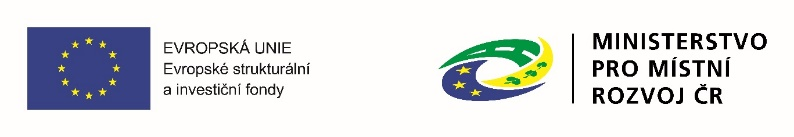 EVROPSKÁ UNIE
Evropské strukturální
a investiční fondy
MINISTERSTVO
PRO MÍSTNÍ
ROZVOJ ČR